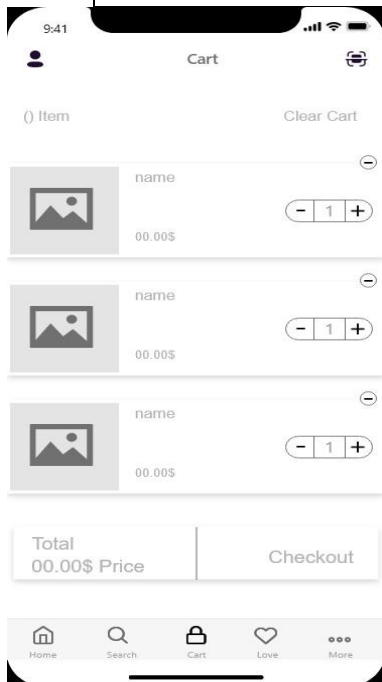 9:41
Cart
() Item Clear Cart
name
- 1 +
00.00$
name
- 1 +
00.00$
name
- 1 +
00.00$
Total
00.00$ Price
Checkout
Home Search Cart Love More